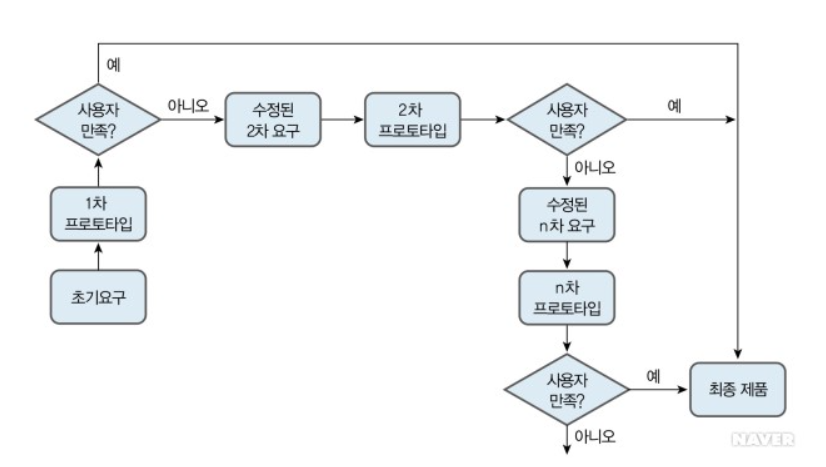 예
사용자
만족?
아니오
수정된
2차 요구
2차
프로토타입
사용자
만족?
예
아니오
1차
프로토타입
수정된
n차 요구
초기요구
n차
프로토타입
사용자
만족?
예
최종 제품
아니오
NAVER